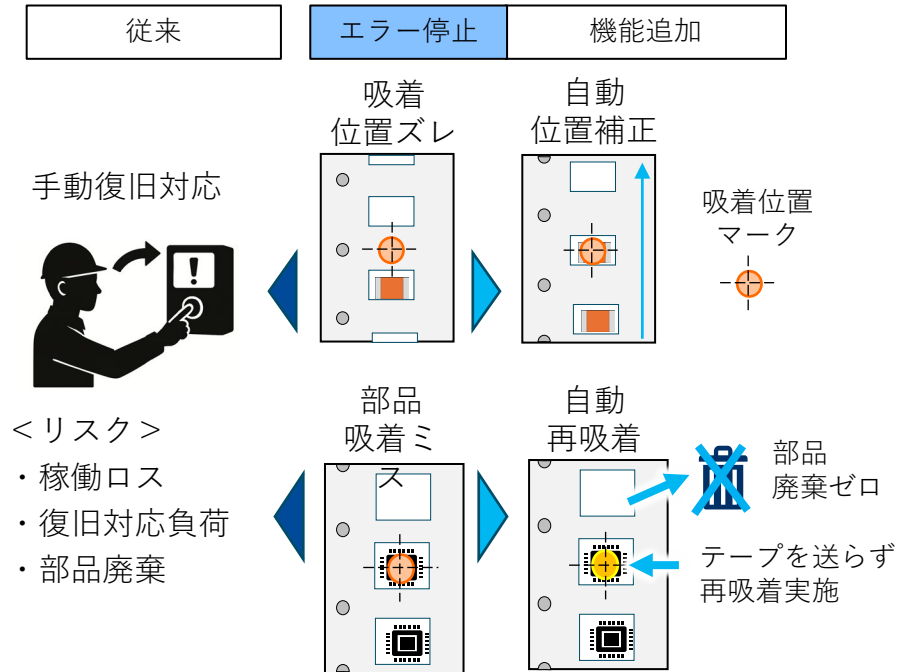 従来
エラー停止
機能追加
吸着
位置ズレ
自動
位置補正
手動復旧対応
!
吸着位置
マーク
部品
吸着ミ
ス
自動
再吸着
<リスク>
・稼働ロス
・復旧対応負荷
・部品廃棄
部品
廃棄ゼロ
テープを送らず
再吸着実施